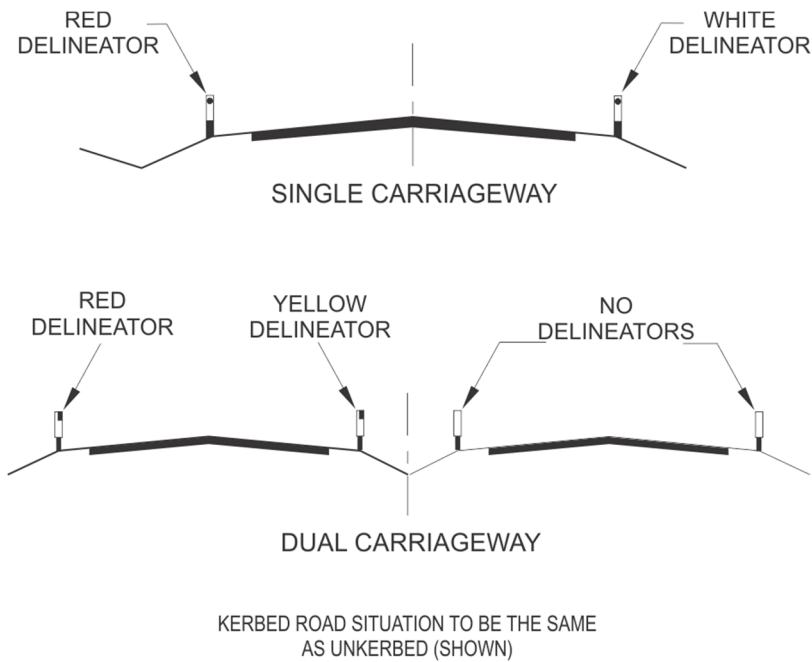 RED
DELINEATOR
WHITE
DELINEATOR
SINGLE CARRIAGEWAY
RED
DELINEATOR
YELLOW
DELINEATOR
NO
DELINEATORS
DUAL CARRIAGEWAY
KERBED ROAD SITUATION TO BE THE SAME
AS UNKERBED (SHOWN)